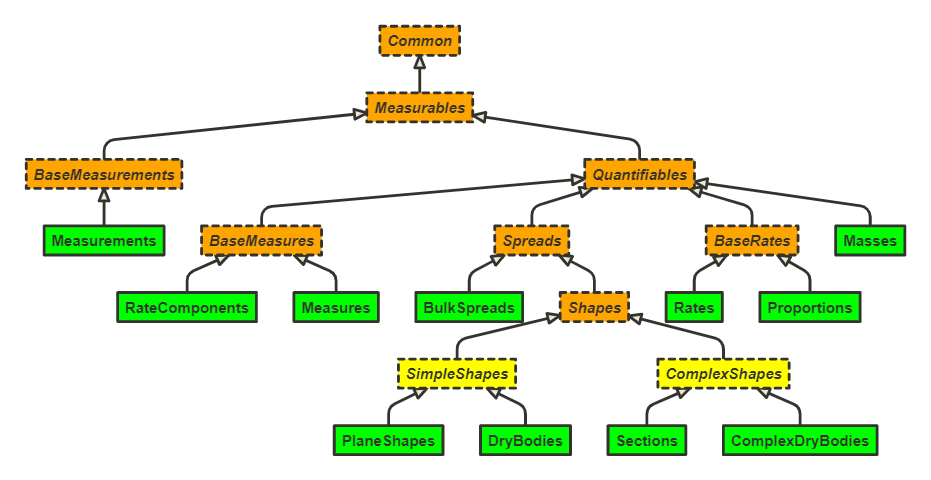 Common
Measurables
BaseMeasurements
Quantifiables
Measurements
BaseMeasures
Spreads
BaseRates
Masses
RateComponents
Measures
BulkSpreads
Shapes
Rates
Proportions
SimpleShapes
ComplexShapes
PlaneShapes
DryBodies
Sections
ComplexDryBodies